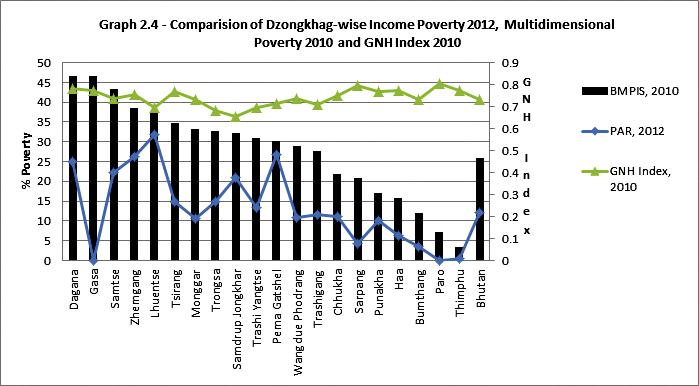 Graph 2.4 - Comparision of Dzongkhag-wise Income Poverty 2012, Multidimensional
Poverty 2010 and GNH Index 2010
% Poverty
50
45
40
35
30
25
20
15
10
5
0
0.9
0.8
0.7
0.6
0.5
0.4
0.3
0.2
0.1
0
GNH Index
Dagana
Gasa
Samtse
Zhemgang
Lhuentse
Tsirang
Monggar
Trongsa
Samdrup Jongkhar
Trashi Yangtse
Pema Gatshel
Wangdue Phodrang
Trashigang
Chhukha
Sarpang
Punakha
Haa
Bumthang
Paro
Thimphu
Bhutan
BMPIS, 2010
PAR, 2012
GNH Index,
2010